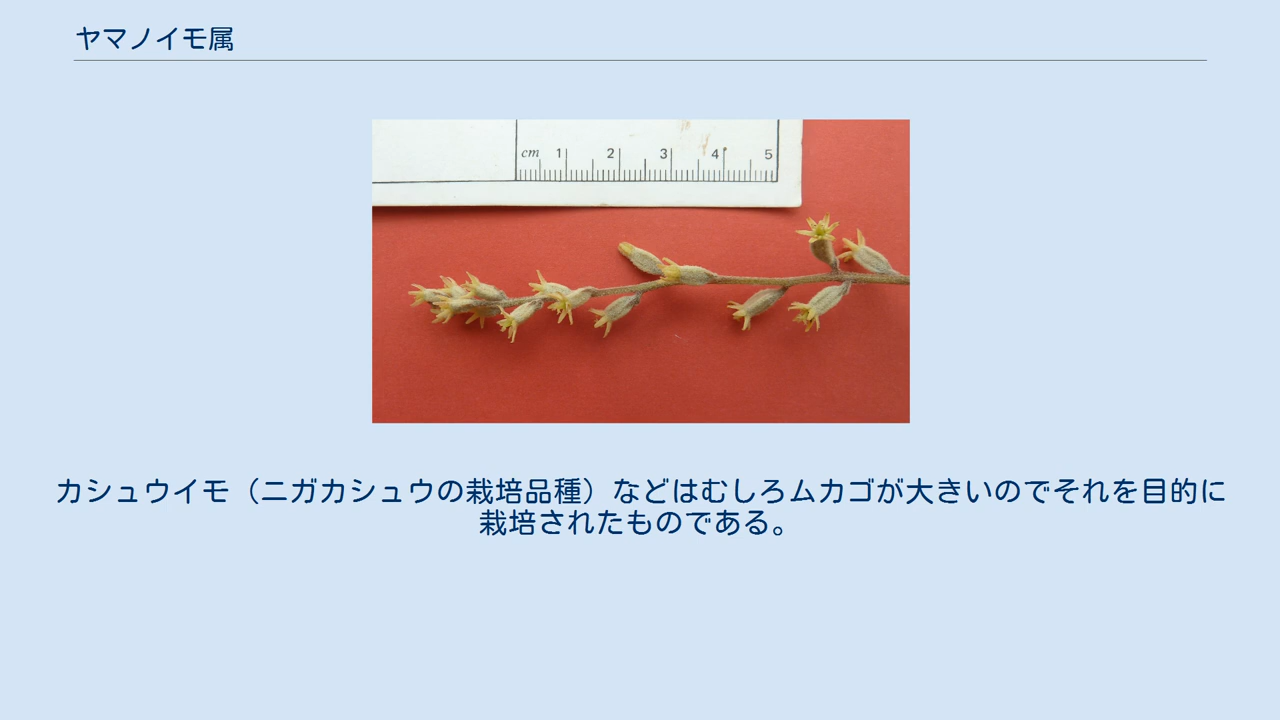 ヤマノイモ属
cm 1 2 3 4 5
カシュウイモ（ニガカシュウの栽培品種）などはむしろムカゴが大きいのでそれを目的に
栽培されたものである。